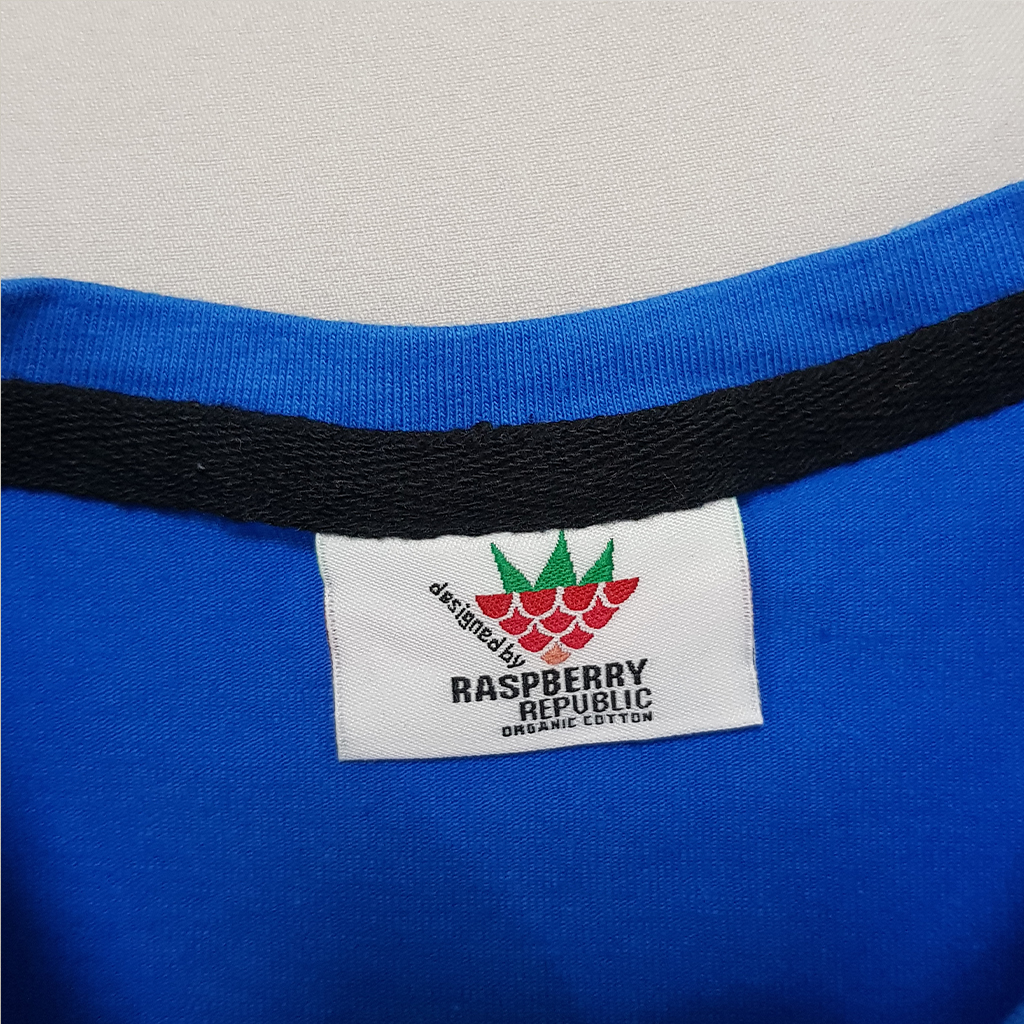 designed by
RASPBERRY
REPUBLIC
ORGANIC COTTON